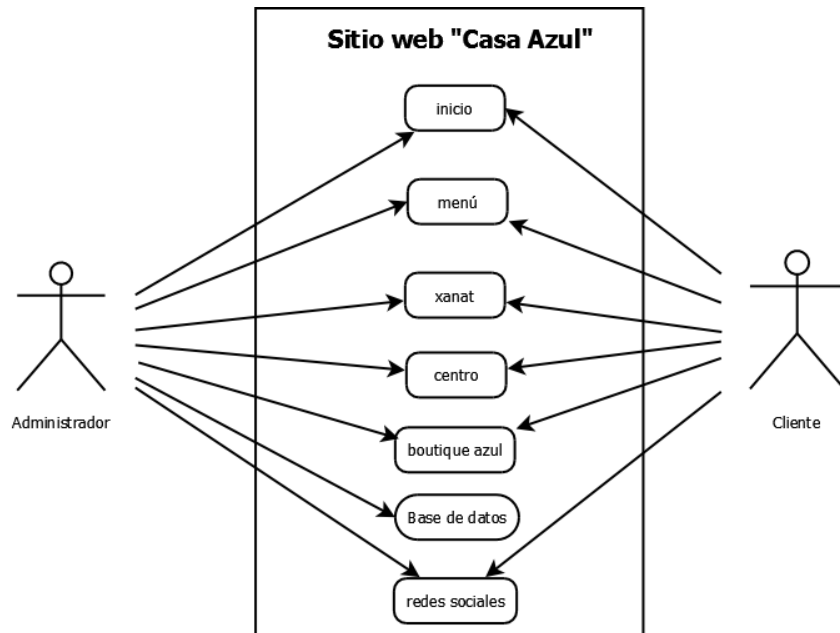 Sitio web "Casa Azul"
inicio
menú
xanat
centro
boutique azul
Base de datos
redes sociales
Administrador
Cliente